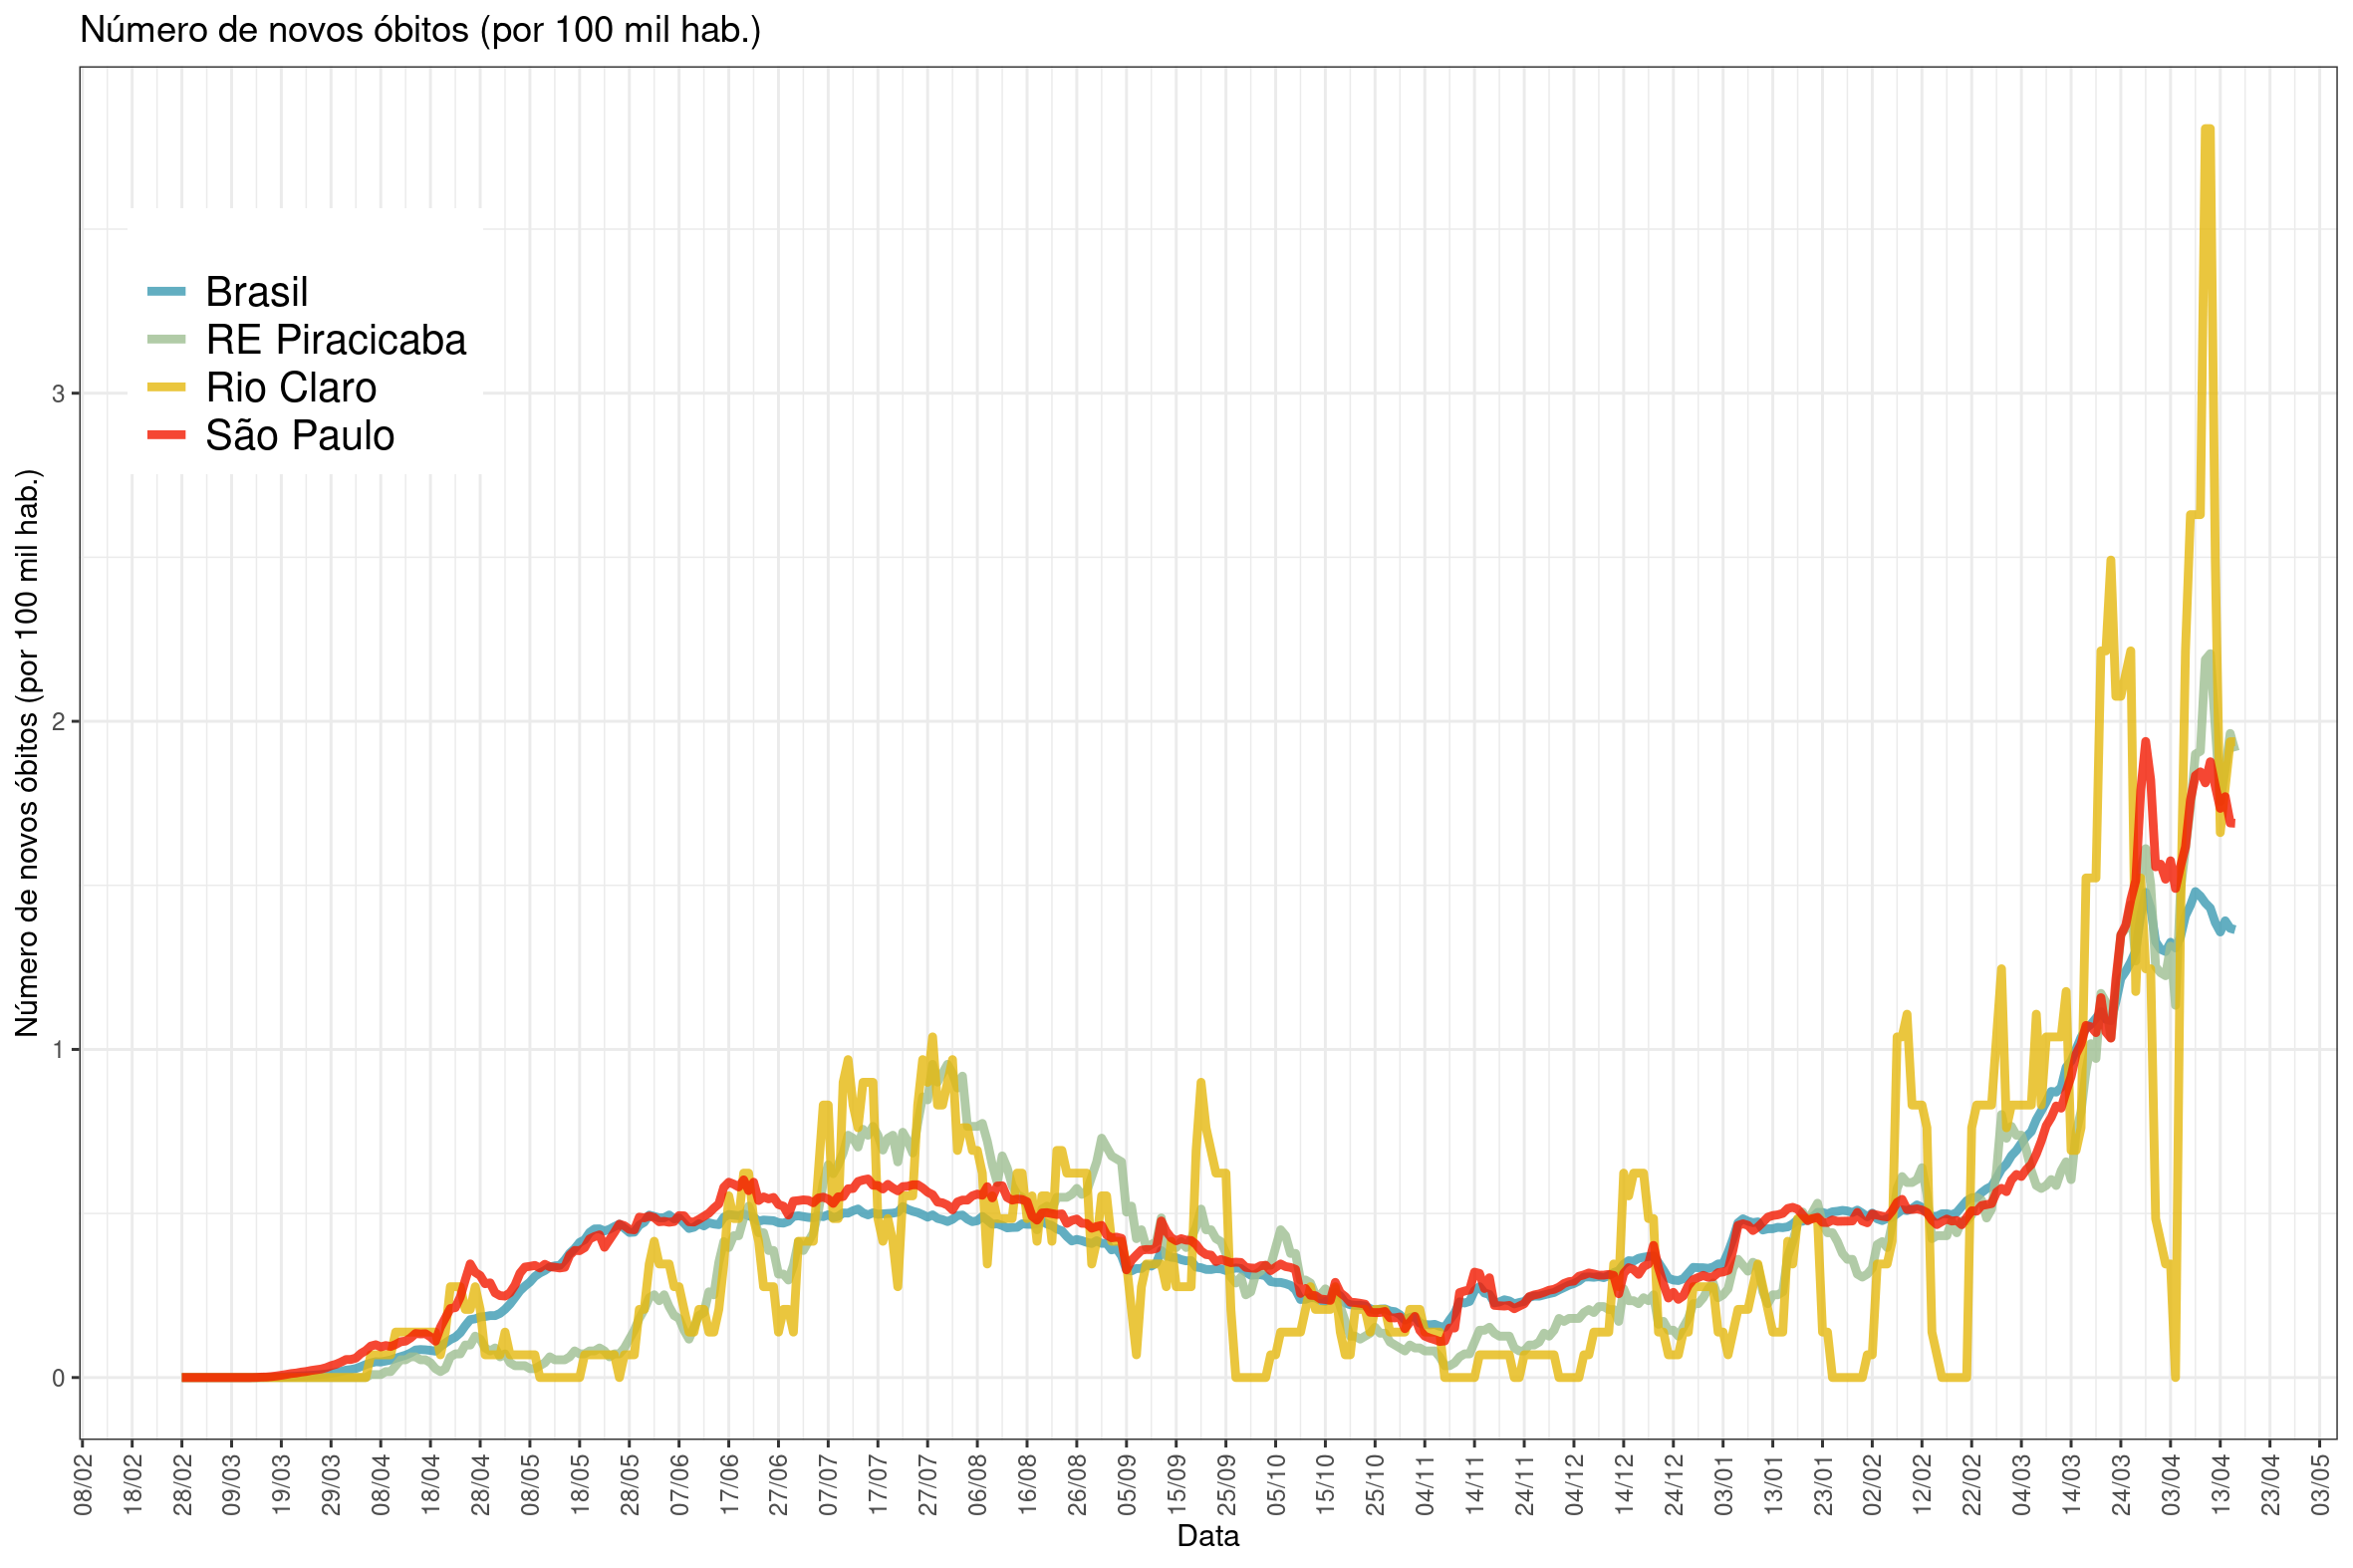 Número de novos óbitos (por 100 mil hab.)
Brasil
RE Piracicaba
Rio Claro
São Paulo
Número de novos óbitos (por 100 mil hab.)
3
2
1
0
08/02 18/02 28/02 09/03 19/03 29/03 08/04 18/04 28/04 08/05 18/05 28/05 07/06 17/06 27/06 07/07 17/07 27/07 06/08 16/08 26/08 05/09 15/09 25/09 05/10 15/10 25/10 04/11 14/11 24/11 04/12 14/12 24/12 03/01 13/01 23/01 02/02 12/02 22/02 04/03 14/03 24/03 03/04 13/04 23/04 03/05
Data